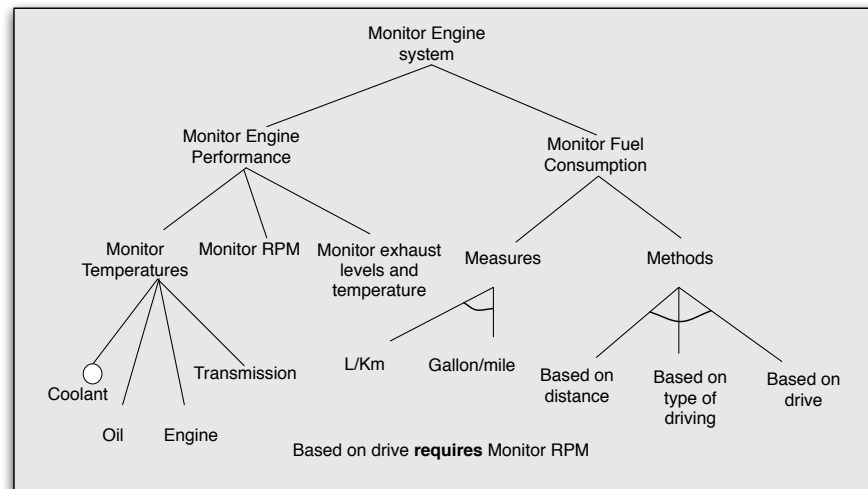 Monitor Engine
system
Monitor Engine
Performance
Monitor Fuel
Consumption
Monitor
Temperatures
Monitor RPM
Monitor exhaust
levels and
temperature
Measures
Methods
Coolant
Oil
Engine
Transmission
L/Km
Gallon/mile
Based on
distance
Based on
type of
driving
Based on
drive
Based on drive requires Monitor RPM